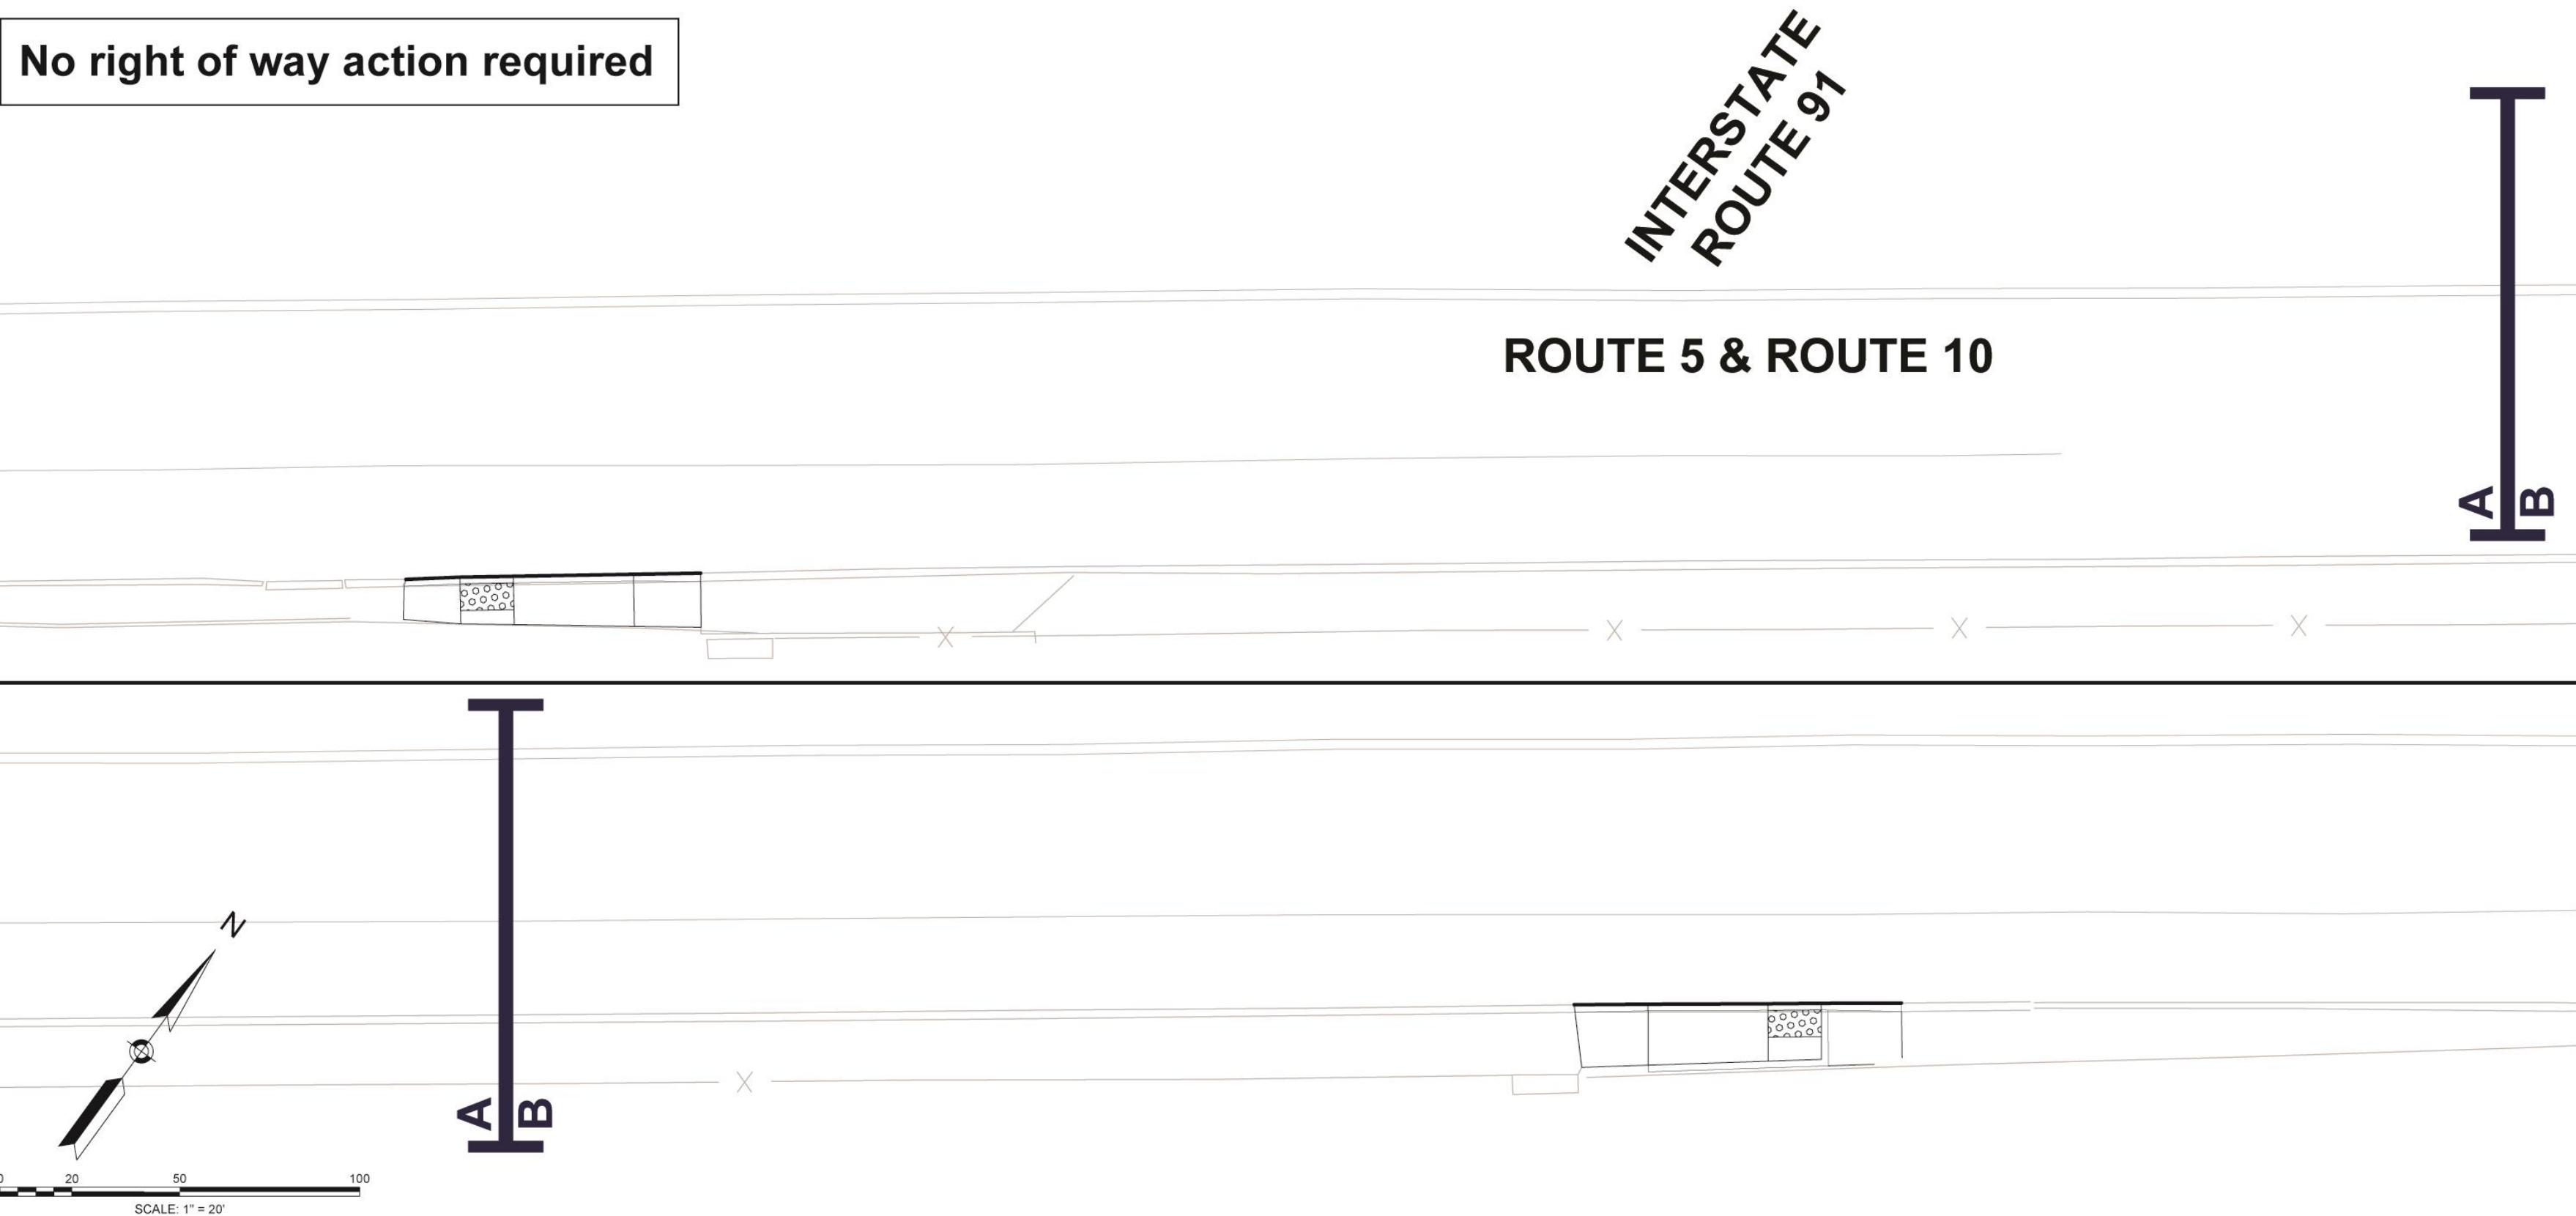 No right of way action required
INTERSTATE
ROUTE 91
ROUTE 5 & ROUTE 10
A
B
X
X
X
X
N
X
A
B
0 20 50 100
SCALE: 1" = 20'